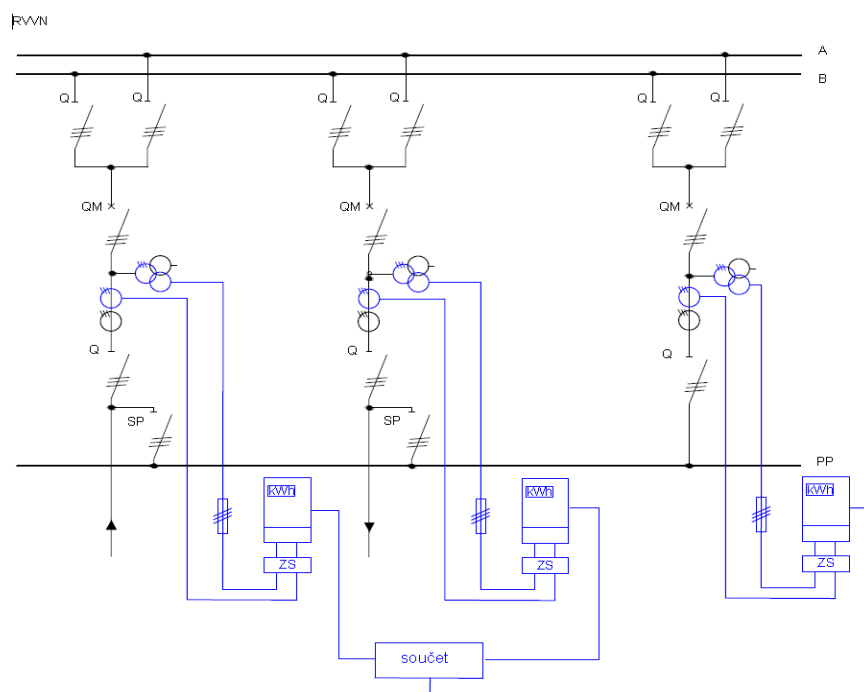 RVVN
A
B
Q Q Q Q Q Q
QM QM QM
Q Q Q
SP SP
PP
kWh kWh kWh
ZS ZS ZS
součet